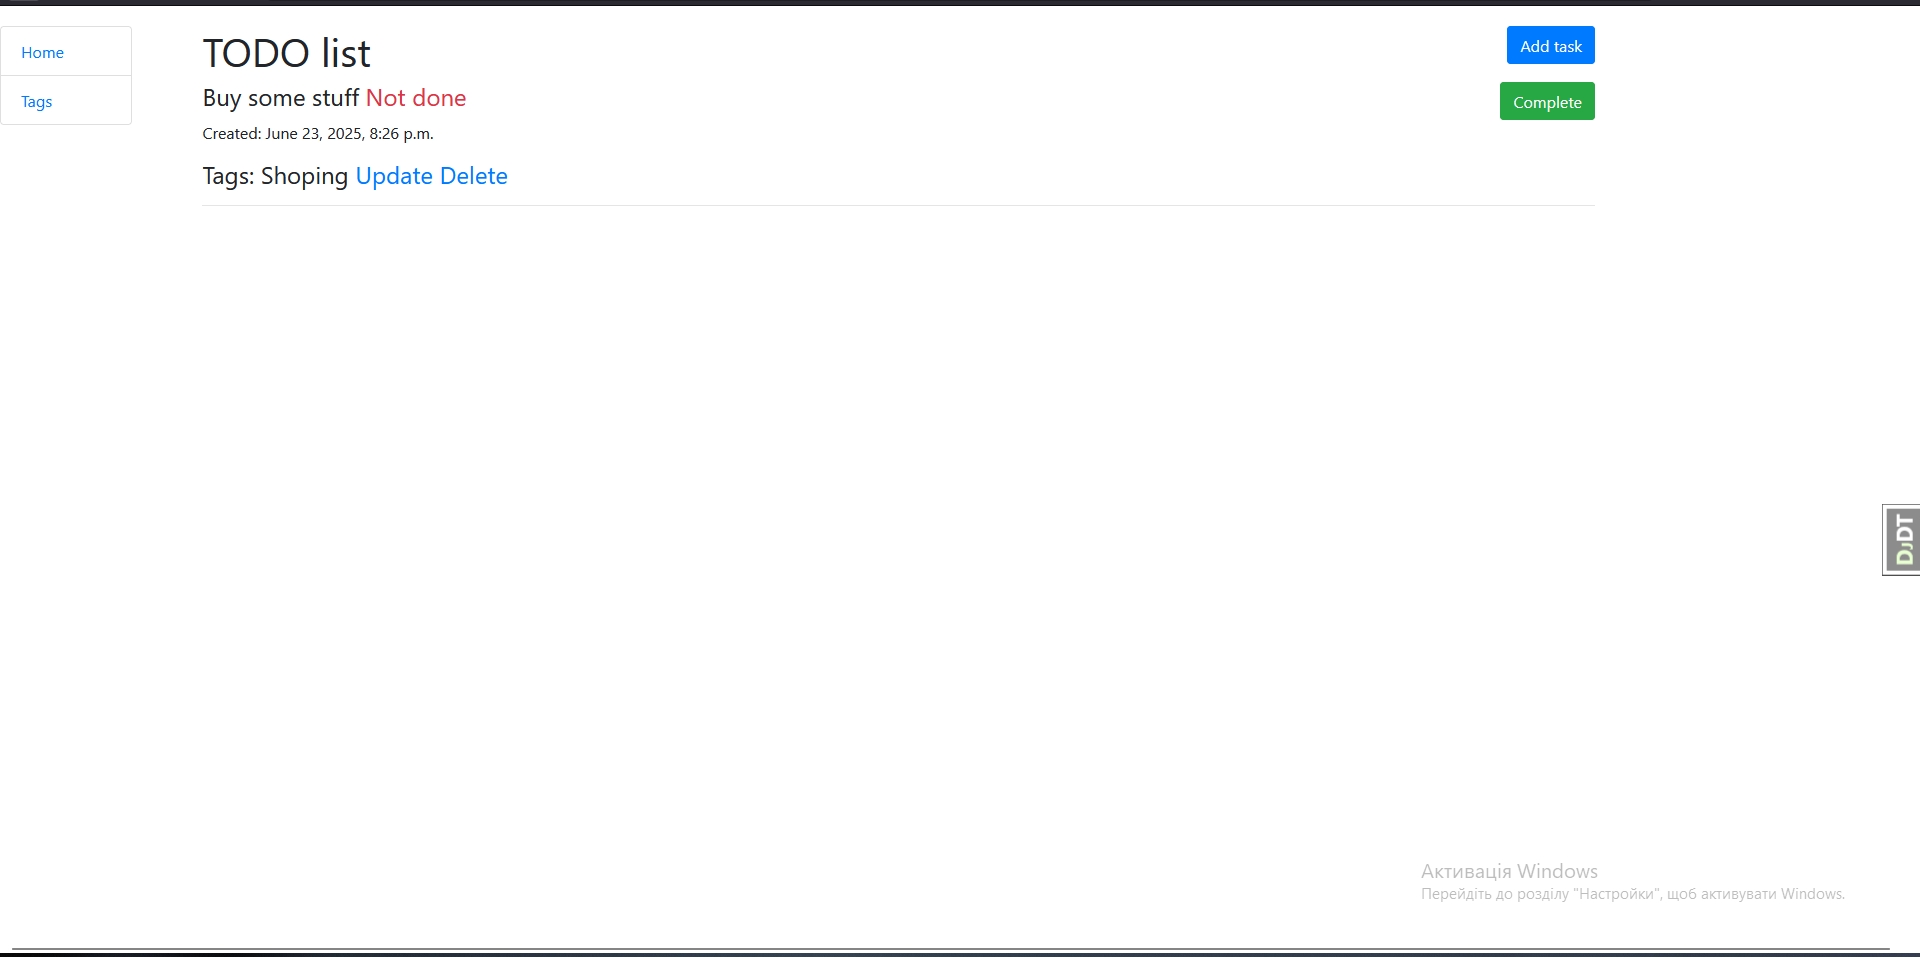 Home
Tags
TODO list
Add task
Buy some stuff Not done
Complete
Created: June 23, 2025, 8:26 p.m.
Tags: Shoping Update Delete
DJDT
Активація Windows
Перейдіть до розділу "Настройки", щоб активувати Windows.